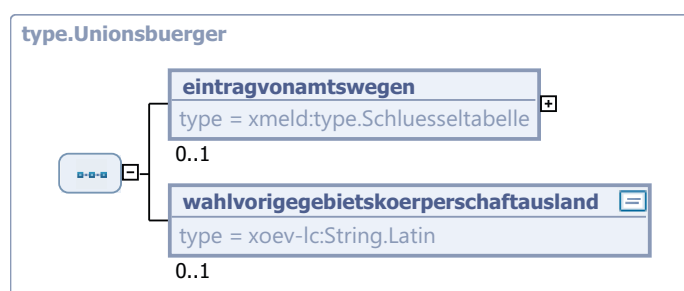 type.Unionsbuerger
eintragvonamtswegen
type = xmeld:type.Schluesseltabelle
0..1
wahlvorigegebietskoerperschaftausland
type = xoev-lc:String.Latin
0..1